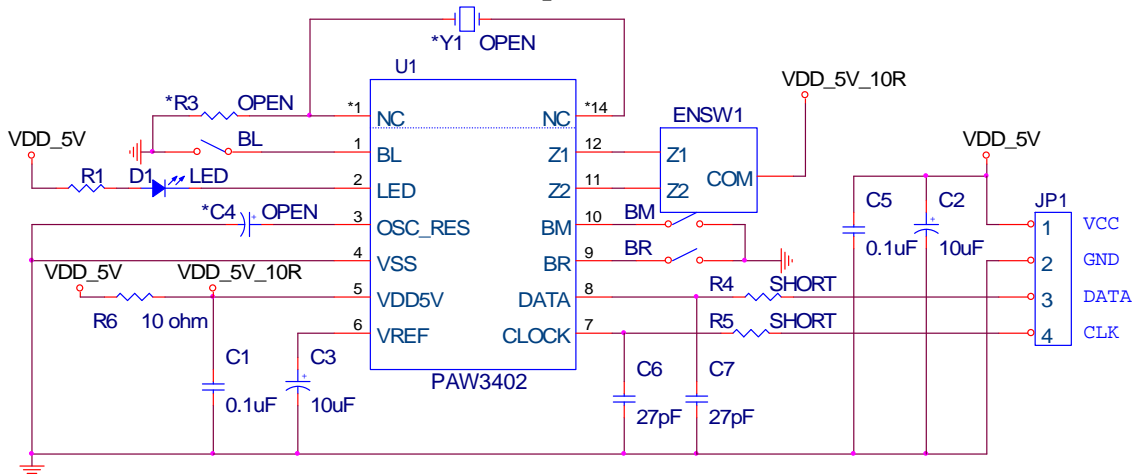 *Y1 OPEN
U1
VDD_5V_10R
*R3 OPEN
*1 NC
NC *14
ENSW1
BL
1 BL
Z1 12 Z1
COM
VDD_5V
VDD_5V
R1 D1 LED
2 LED
Z2 11 Z2
*C4 OPEN
3 OSC_RES
BM 10 BM
C5 C2
0.1uF 10uF
JP1
1 VCC
4 VSS
BR 9 BR
2 GND
VDD_5V VDD_5V_10R
R6 10 ohm
5 VDD5V
DATA 8 R4 SHORT
3 DATA
6 VREF
CLOCK 7 R5 SHORT
4 CLK
PAW3402
C1 C3
0.1uF 10uF
C6 C7
27pF 27pF